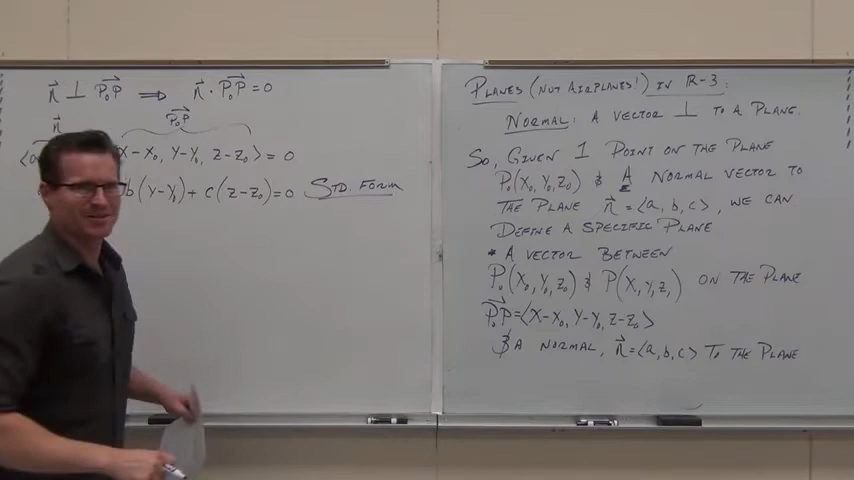 n⃗ ⊥ P₀P⃗ ⟹ n⃗ · P₀P⃗ = 0
n⃗ P₀P⃗
⟨a x-x₀, y-y₀, z-z₀⟩ = 0
b(y-y₀) + c(z-z₀) = 0 STD. FORM
PLANES (NOT AIRPLANES!) IN R-3:
NORMAL: A VECTOR ⊥ TO A PLANE.
SO, GIVEN 1 POINT ON THE PLANE
P₀(x₀, y₀, z₀) & A NORMAL VECTOR TO
THE PLANE n⃗ = ⟨a, b, c⟩, WE CAN
DEFINE A SPECIFIC PLANE
* A VECTOR BETWEEN
P₀(x₀, y₀, z₀) & P(x, y, z) ON THE PLANE
P₀P⃗ = ⟨x-x₀, y-y₀, z-z₀⟩
& A NORMAL, n⃗ = ⟨a, b, c⟩ TO THE PLANE